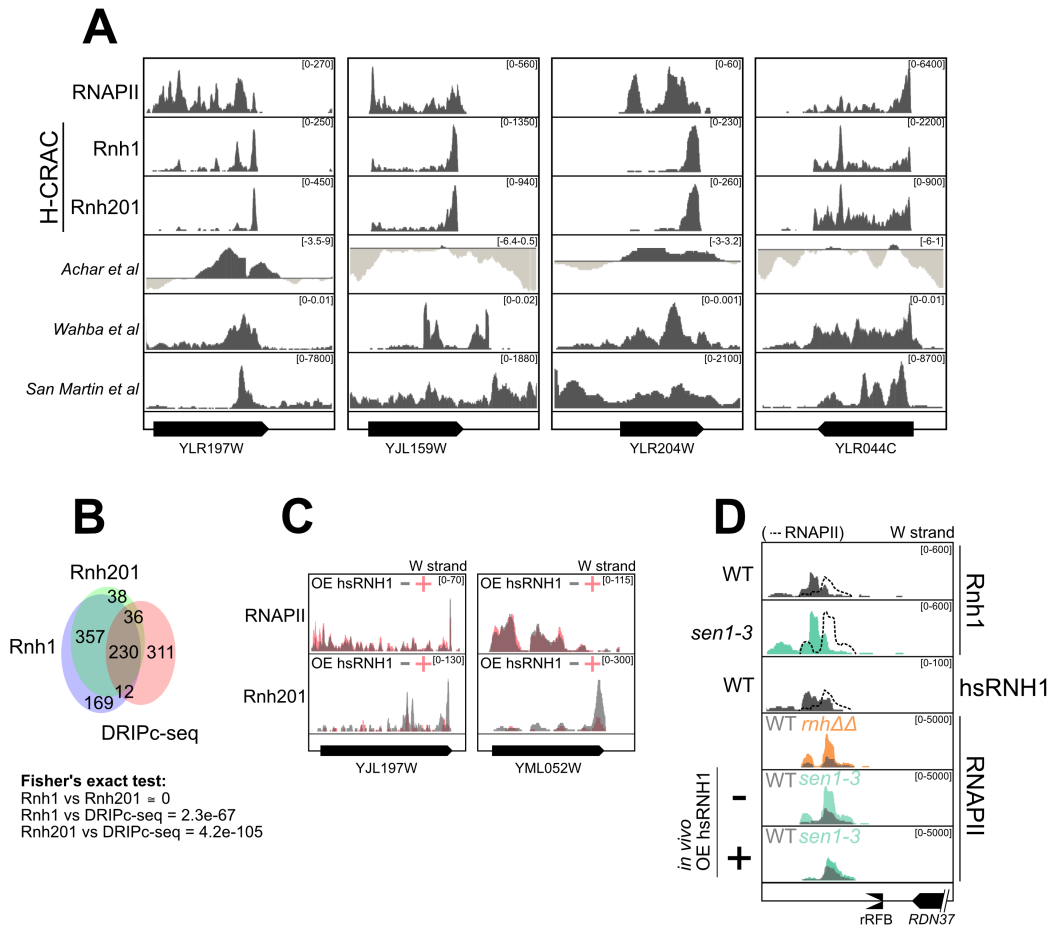 A
RNAPII
[0-270]
[0-560]
[0-60]
[0-6400]
H-CRAC
Rnh1
[0-250]
[0-1350]
[0-230]
[0-2200]
Rnh201
[0-450]
[0-940]
[0-260]
[0-900]
Achar et al
[-3.5-9]
[-6.4-0.5]
[-3-3.2]
[-6-1]
Wahba et al
[0-0.01]
[0-0.02]
[0-0.001]
[0-0.01]
San Martin et al
[0-7800]
[0-1880]
[0-2100]
[0-8700]
YLR197W
YJL159W
YLR204W
YLR044C
B
Rnh201
38
36
Rnh1
357
230
311
12
169
DRIPc-seq
Fisher's exact test:
Rnh1 vs Rnh201 ≃ 0
Rnh1 vs DRIPc-seq = 2.3e-67
Rnh201 vs DRIPc-seq = 4.2e-105
C
W strand
W strand
RNAPII
OE hsRNH1 − + [0-70]
OE hsRNH1 − + [0-115]
Rnh201
OE hsRNH1 − + [0-130]
OE hsRNH1 − + [0-300]
YJL197W
YML052W
D
(--- RNAPII)
W strand
WT
[0-600]
sen1-3
[0-600]
Rnh1
WT
[0-100]
hsRNH1
WT rnhΔΔ
[0-5000]
in vivo
OE hsRNH1
−
WT sen1-3
[0-5000]
+
WT sen1-3
[0-5000]
RNAPII
rRFB
RDN37